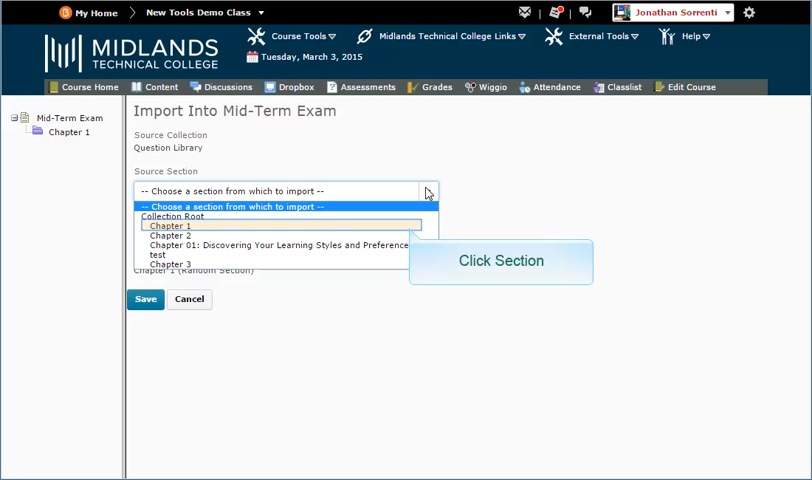 My Home
New Tools Demo Class
Jonathan Sorrenti
MIDLANDS
TECHNICAL COLLEGE
Course Tools
Midlands Technical College Links
External Tools
Help
Tuesday, March 3, 2015
Course Home
Content
Discussions
Dropbox
Assessments
Grades
Wiggio
Attendance
Classlist
Edit Course
Mid-Term Exam
Chapter 1
Import Into Mid-Term Exam
Source Collection
Question Library
Source Section
-- Choose a section from which to import --
-- Choose a section from which to import --
Collection Root
Chapter 1
Chapter 2
Chapter 01: Discovering Your Learning Styles and Preference
test
Chapter 3
Chapter 1 (Random Section)
Click Section
Save
Cancel